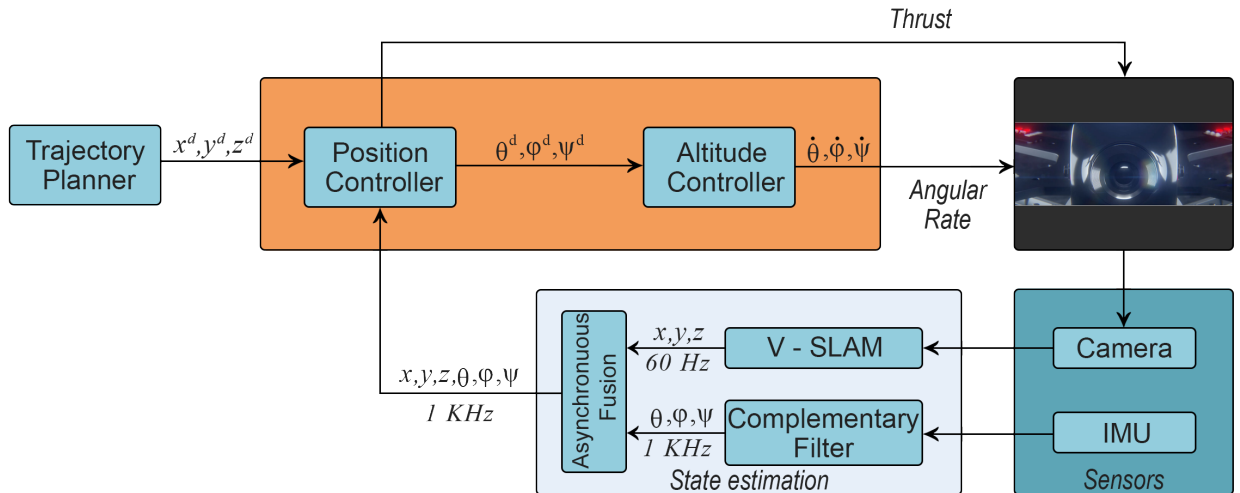 Thrust
Trajectory
Planner
x^d,y^d,z^d
Position
Controller
θ^d,φ^d,ψ^d
Altitude
Controller
θ̇,φ̇,ψ̇
Angular
Rate
Asynchronuous
Fusion
x,y,z
60 Hz
V - SLAM
Camera
x,y,z,θ,φ,ψ
1 KHz
θ,φ,ψ
1 KHz
Complementary
Filter
IMU
State estimation
Sensors